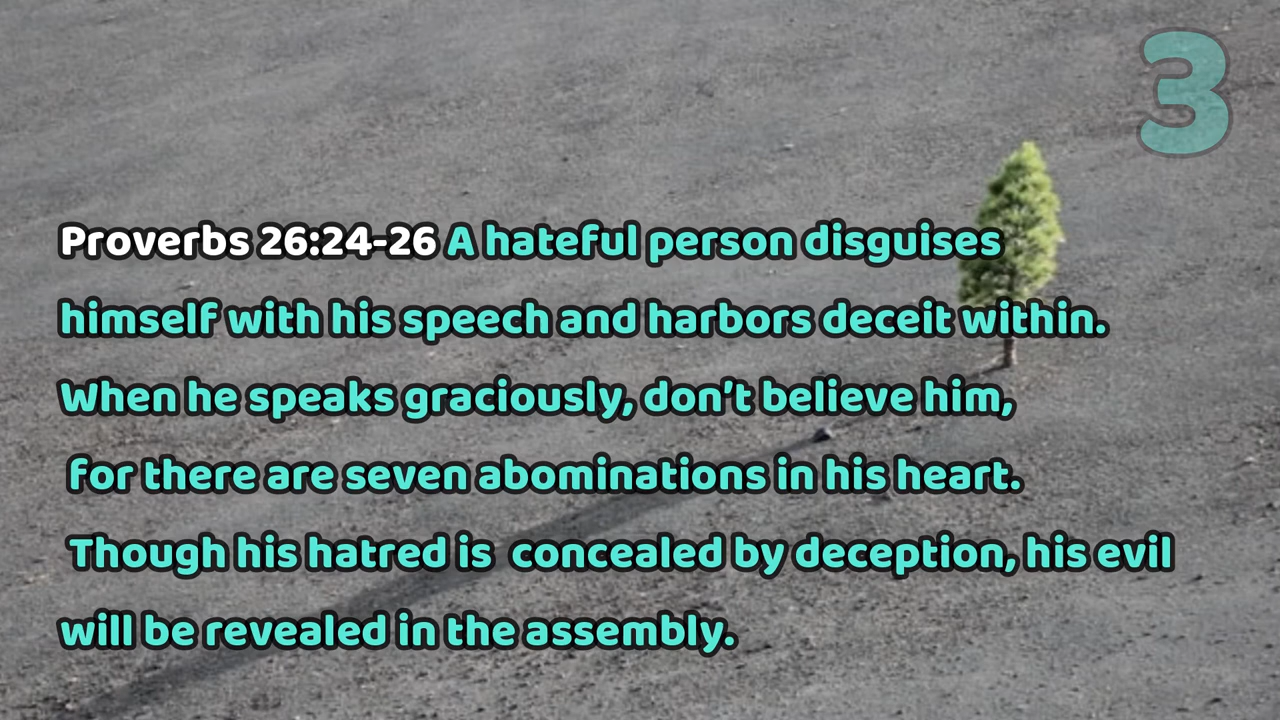 3
Proverbs 26:24-26 A hateful person disguises
himself with his speech and harbors deceit within.
When he speaks graciously, don't believe him,
for there are seven abominations in his heart.
Though his hatred is  concealed by deception, his evil
will be revealed in the assembly.